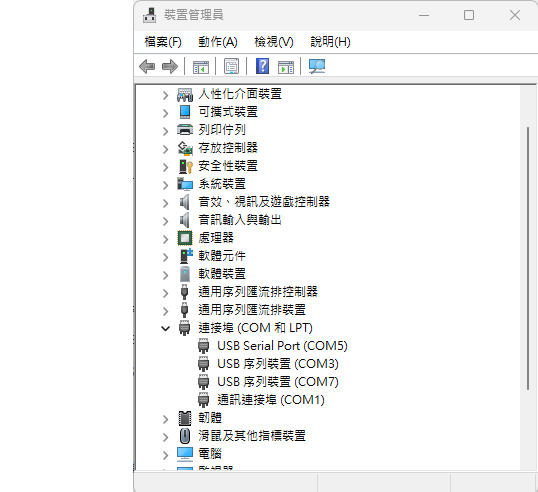 裝置管理員
檔案(F) 動作(A) 檢視(V) 說明(H)
人性化介面裝置
可攜式裝置
列印佇列
存放控制器
安全性裝置
系統裝置
音效、視訊及遊戲控制器
音訊輸入與輸出
處理器
軟體元件
軟體裝置
通用序列匯流排控制器
通用序列匯流排裝置
連接埠 (COM 和 LPT)
USB Serial Port (COM5)
USB 序列裝置 (COM3)
USB 序列裝置 (COM7)
通訊連接埠 (COM1)
韌體
滑鼠及其他指標裝置
電腦
監視器